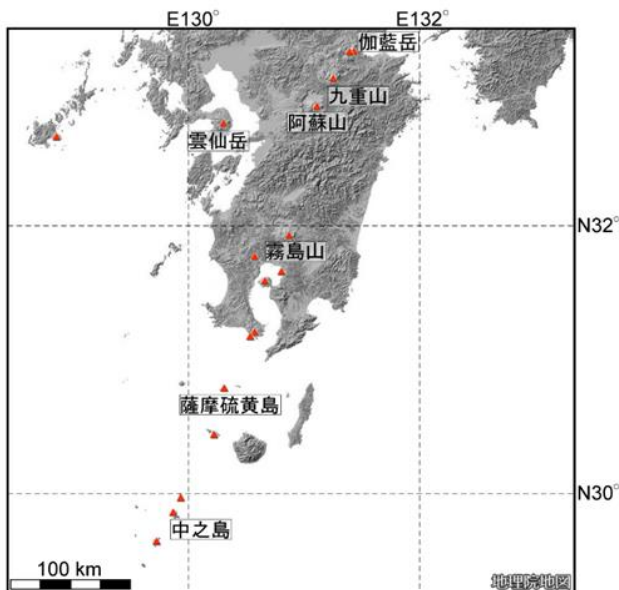 E130°
E132°
伽藍岳
九重山
阿蘇山
雲仙岳
N32°
霧島山
薩摩硫黄島
N30°
中之島
100 km
地理院地図